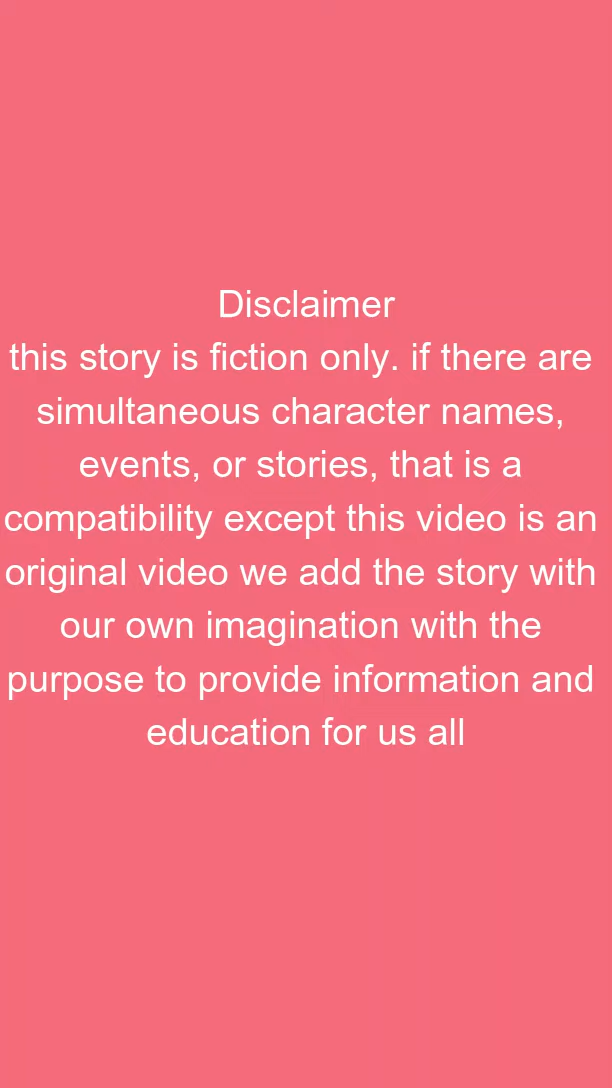 Disclaimer
this story is fiction only. if there are
simultaneous character names,
events, or stories, that is a
compatibility except this video is an
original video we add the story with
our own imagination with the
purpose to provide information and
education for us all